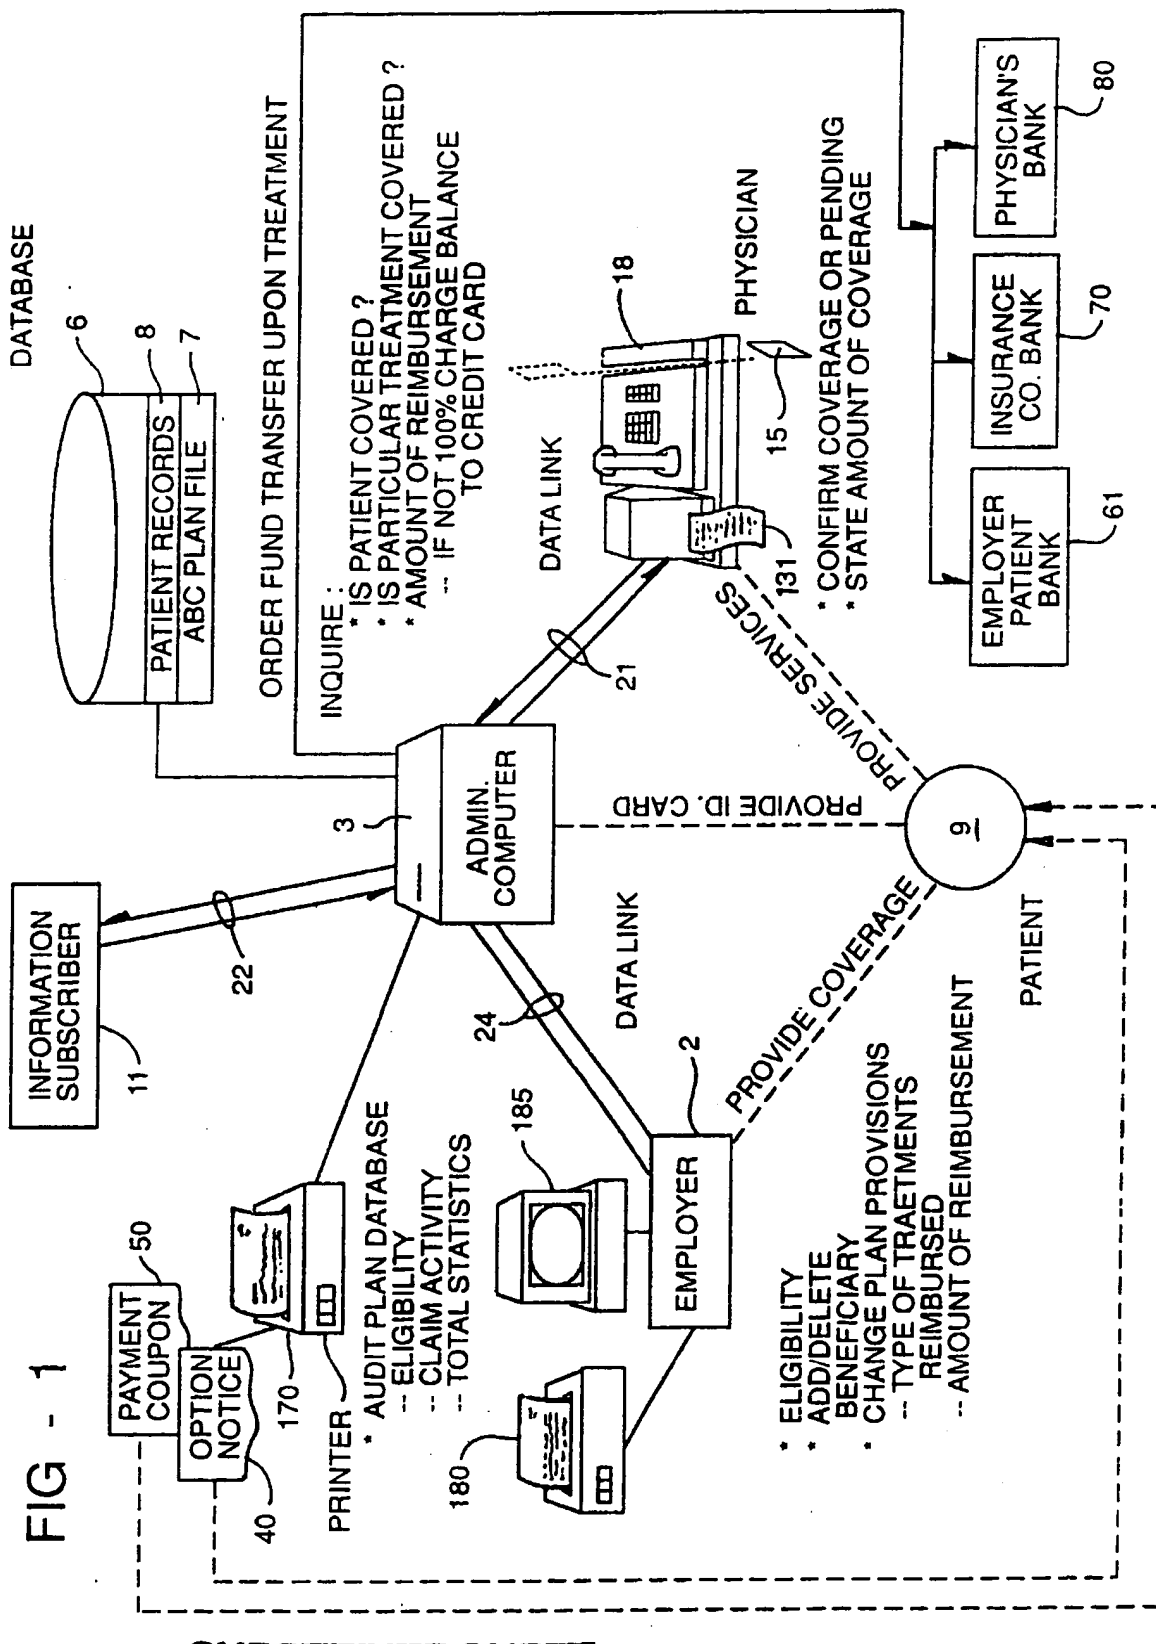 FIG - 1
DATABASE
6
8
7
PATIENT RECORDS
ABC PLAN FILE
ORDER FUND TRANSFER UPON TREATMENT
INFORMATION
SUBSCRIBER
11
22
PAYMENT
COUPON
50
OPTION
NOTICE
40
170
PRINTER
3
ADMIN.
COMPUTER
INQUIRE :
* IS PATIENT COVERED ?
* IS PARTICULAR TREATMENT COVERED ?
* AMOUNT OF REIMBURSEMENT
-- IF NOT 100% CHARGE BALANCE
TO CREDIT CARD
* AUDIT PLAN DATABASE
-- ELIGIBILITY
-- CLAIM ACTIVITY
-- TOTAL STATISTICS
24
DATA LINK
21
DATA LINK
18
PHYSICIAN
15
131
180
185
EMPLOYER
2
PROVIDE ID. CARD
PROVIDE SERVICES
PROVIDE COVERAGE
* CONFIRM COVERAGE OR PENDING
* STATE AMOUNT OF COVERAGE
* ELIGIBILITY
* ADD/DELETE
BENEFICIARY
* CHANGE PLAN PROVISIONS
-- TYPE OF TRAETMENTS
REIMBURSED
-- AMOUNT OF REIMBURSEMENT
9
PATIENT
EMPLOYER
PATIENT
BANK
61
INSURANCE
CO. BANK
70
PHYSICIAN'S
BANK
80